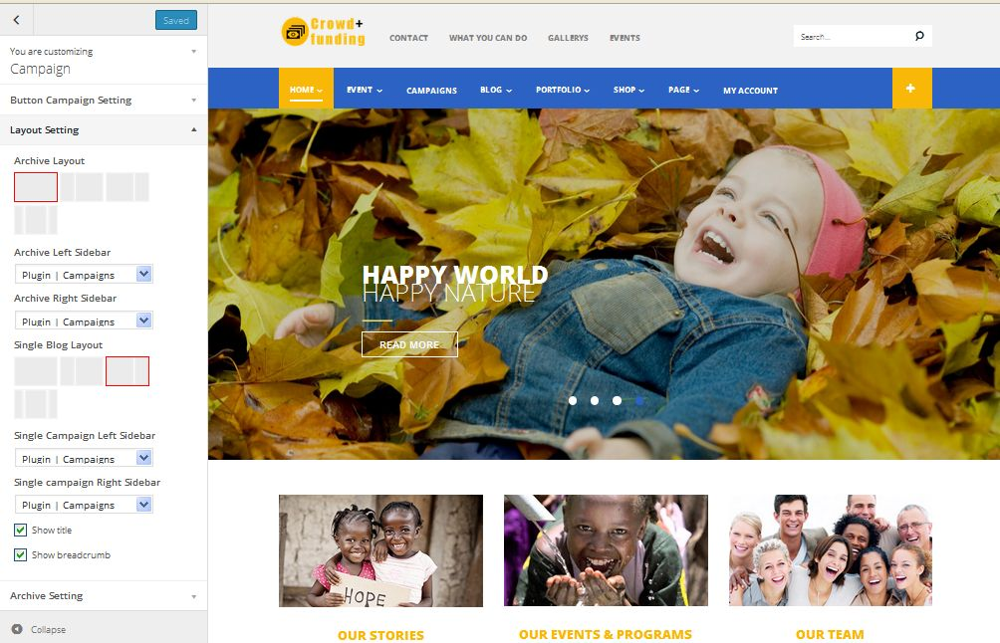 Saved
You are customizing
Campaign
Button Campaign Setting
Layout Setting
Archive Layout
Archive Left Sidebar
Plugin | Campaigns
Archive Right Sidebar
Plugin | Campaigns
Single Blog Layout
Single Campaign Left Sidebar
Plugin | Campaigns
Single campaign Right Sidebar
Plugin | Campaigns
Show title
Show breadcrumb
Archive Setting
Collapse
Crowd+
funding
CONTACT WHAT YOU CAN DO GALLERYS EVENTS
Search...
HOME EVENT CAMPAIGNS BLOG PORTFOLIO SHOP PAGE MY ACCOUNT
HAPPY WORLD
HAPPY NATURE
READ MORE
HOPE
OUR STORIES
OUR EVENTS & PROGRAMS
OUR TEAM